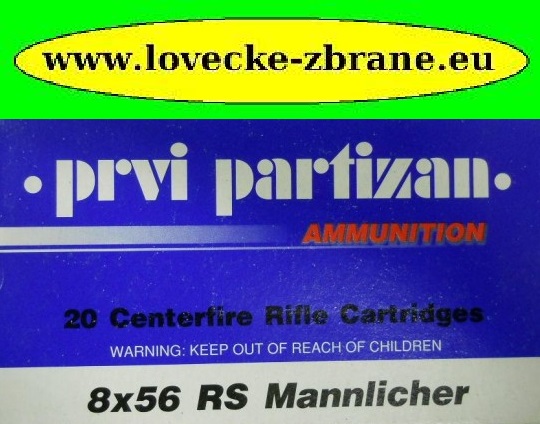 www.lovecke-zbrane.eu
• prvi partizan •
AMMUNITION
20 Centerfire Rifle Cartridges
WARNING: KEEP OUT OF REACH OF CHILDREN
8x56 RS Mannlicher